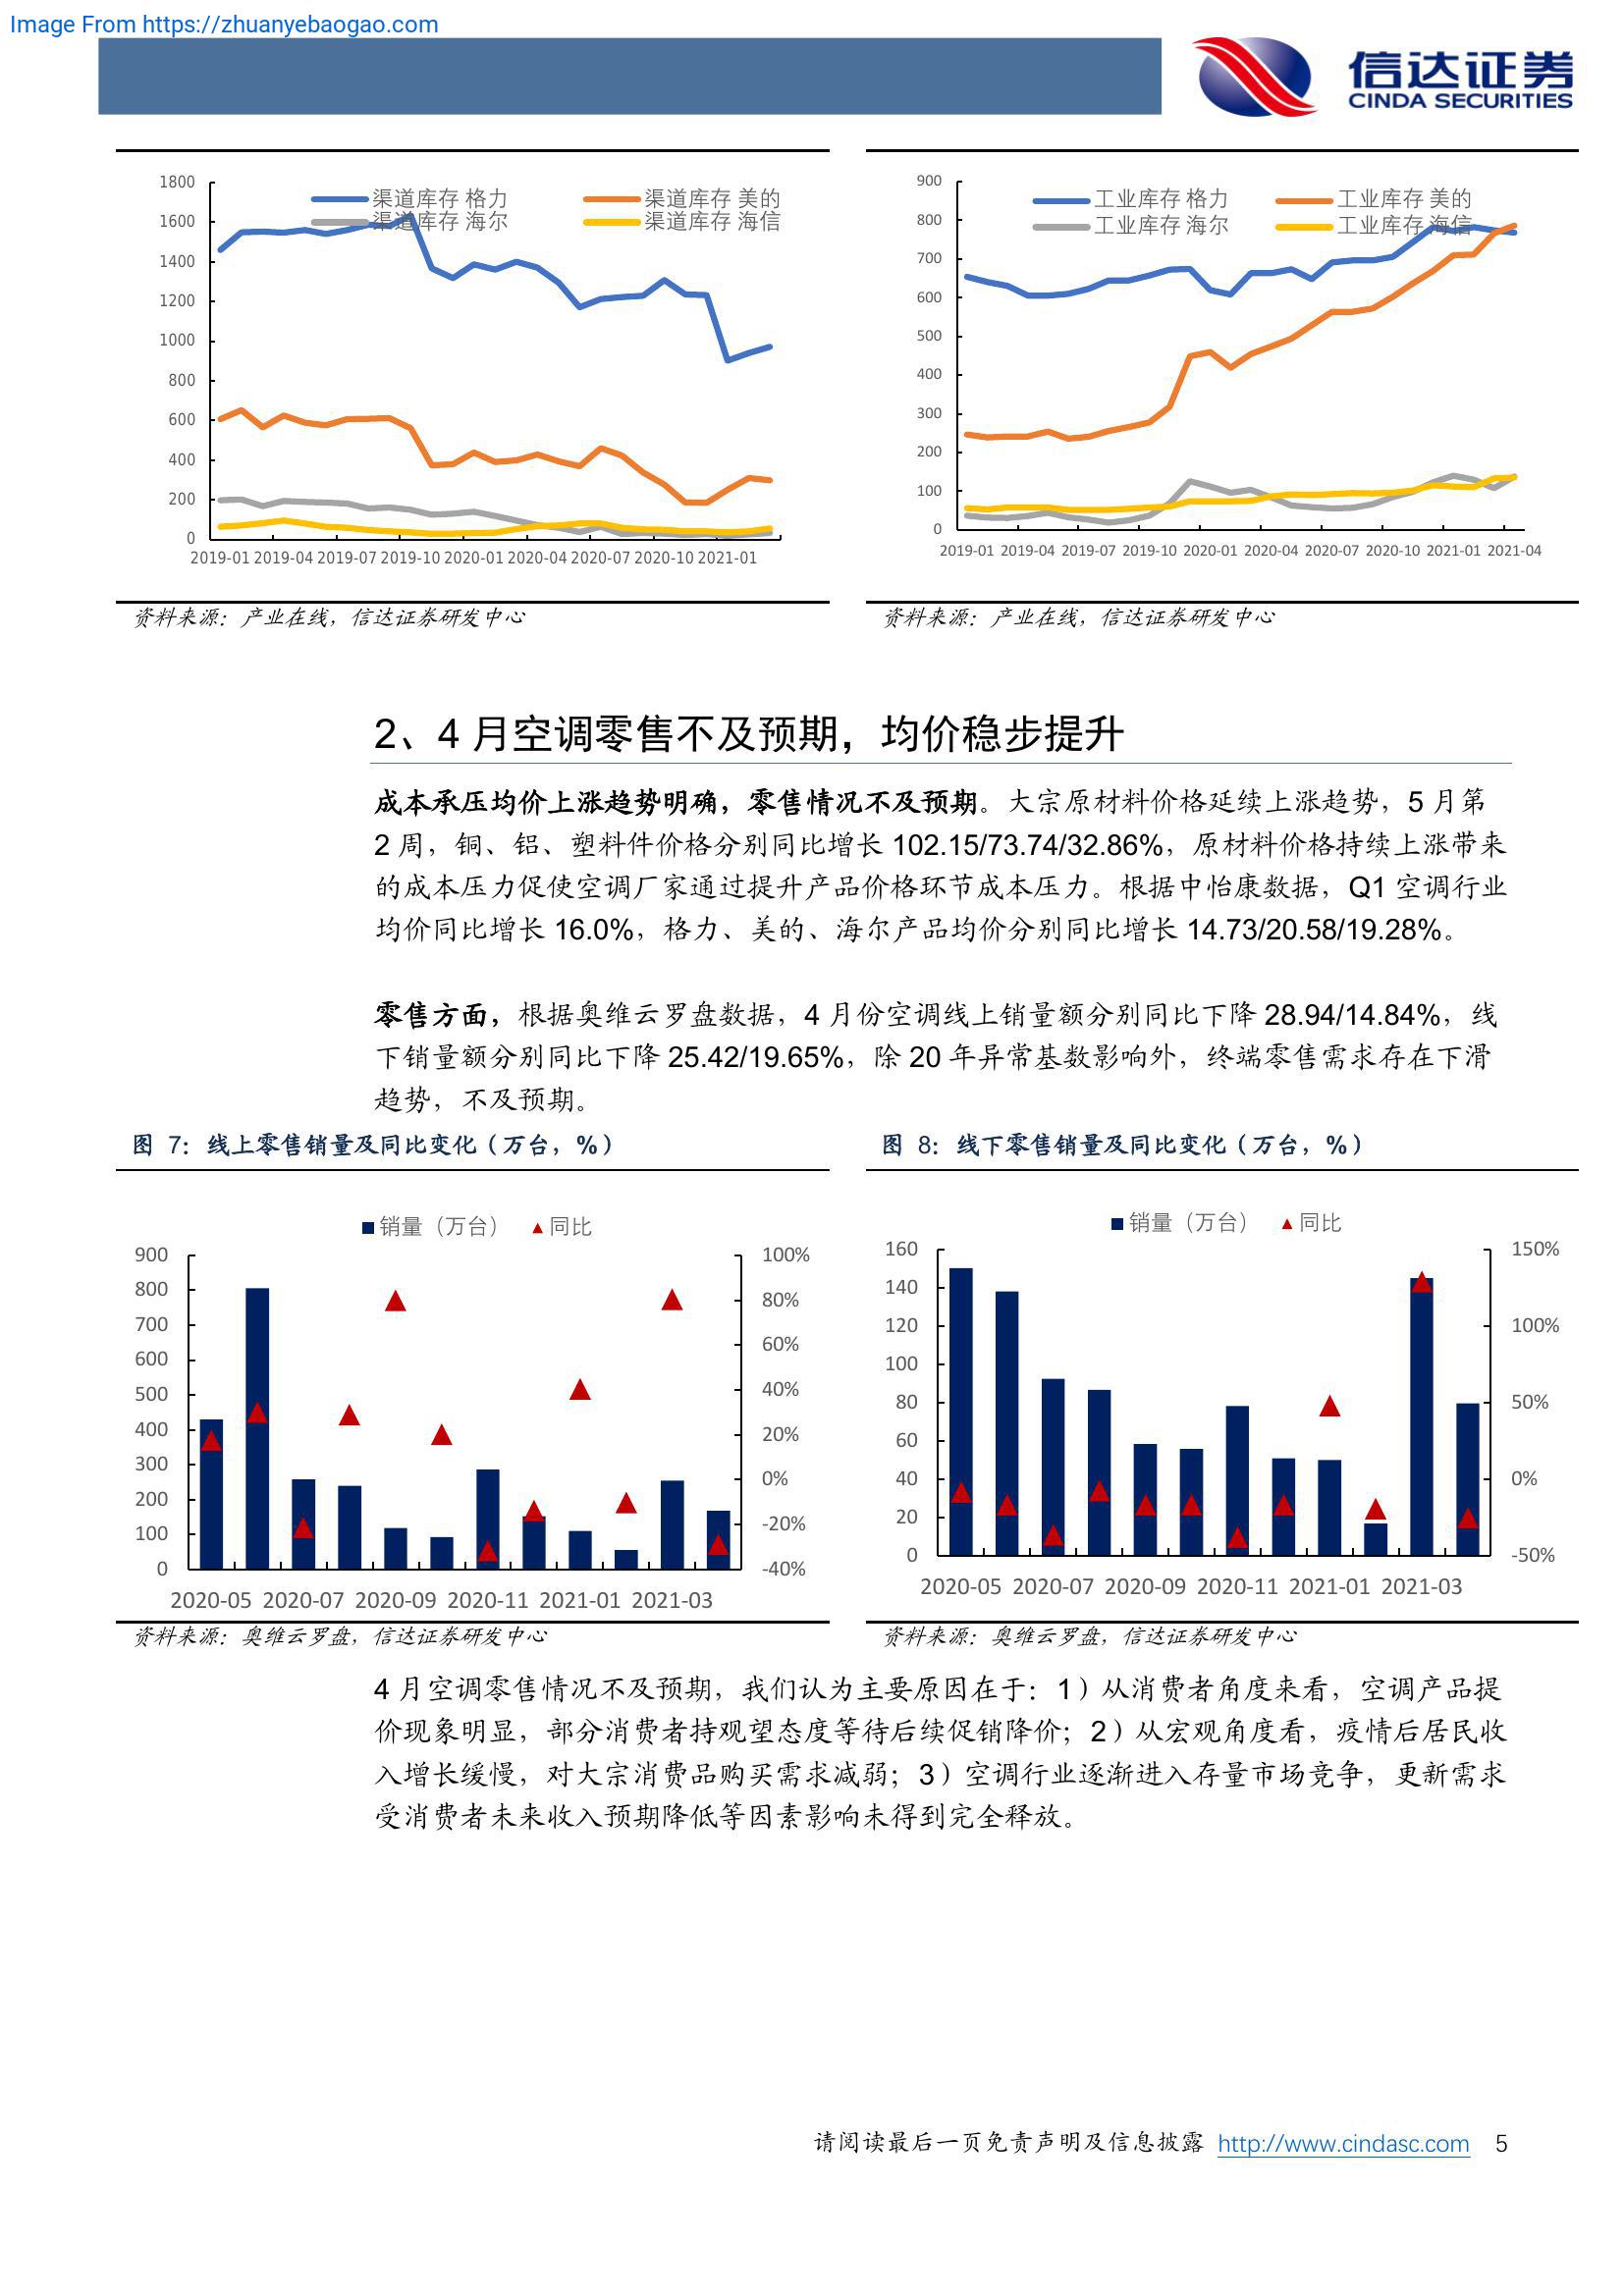 Image From https://zhuanyebaogao.com
信达证券
CINDA SECURITIES
1800
1600
1400
1200
1000
800
600
400
200
0
渠道库存 格力
渠道库存 美的
渠道库存 海尔
渠道库存 海信
2019-01 2019-04 2019-07 2019-10 2020-01 2020-04 2020-07 2020-10 2021-01
900
800
700
600
500
400
300
200
100
0
工业库存 格力
工业库存 美的
工业库存 海尔
工业库存 海信
2019-01 2019-04 2019-07 2019-10 2020-01 2020-04 2020-07 2020-10 2021-01 2021-04
资料来源：产业在线，信达证券研发中心
资料来源：产业在线，信达证券研发中心
2、4 月空调零售不及预期，均价稳步提升
成本承压均价上涨趋势明确，零售情况不及预期。大宗原材料价格延续上涨趋势，5 月第
2 周，铜、铝、塑料件价格分别同比增长 102.15/73.74/32.86%，原材料价格持续上涨带来
的成本压力促使空调厂家通过提升产品价格环节成本压力。根据中怡康数据，Q1 空调行业
均价同比增长 16.0%，格力、美的、海尔产品均价分别同比增长 14.73/20.58/19.28%。
零售方面，根据奥维云罗盘数据，4 月份空调线上销量额分别同比下降 28.94/14.84%，线
下销量额分别同比下降 25.42/19.65%，除 20 年异常基数影响外，终端零售需求存在下滑
趋势，不及预期。
图 7：线上零售销量及同比变化（万台，%）
图 8：线下零售销量及同比变化（万台，%）
销量（万台） 同比
900
800
700
600
500
400
300
200
100
0
100%
80%
60%
40%
20%
0%
-20%
-40%
2020-05 2020-07 2020-09 2020-11 2021-01 2021-03
销量（万台） 同比
160
140
120
100
80
60
40
20
0
150%
100%
50%
0%
-50%
2020-05 2020-07 2020-09 2020-11 2021-01 2021-03
资料来源：奥维云罗盘，信达证券研发中心
资料来源：奥维云罗盘，信达证券研发中心
4 月空调零售情况不及预期，我们认为主要原因在于：1）从消费者角度来看，空调产品提
价现象明显，部分消费者持观望态度等待后续促销降价；2）从宏观角度看，疫情后居民收
入增长缓慢，对大宗消费品购买需求减弱；3）空调行业逐渐进入存量市场竞争，更新需求
受消费者未来收入预期降低等因素影响未得到完全释放。
请阅读最后一页免责声明及信息披露 http://www.cindasc.com 5